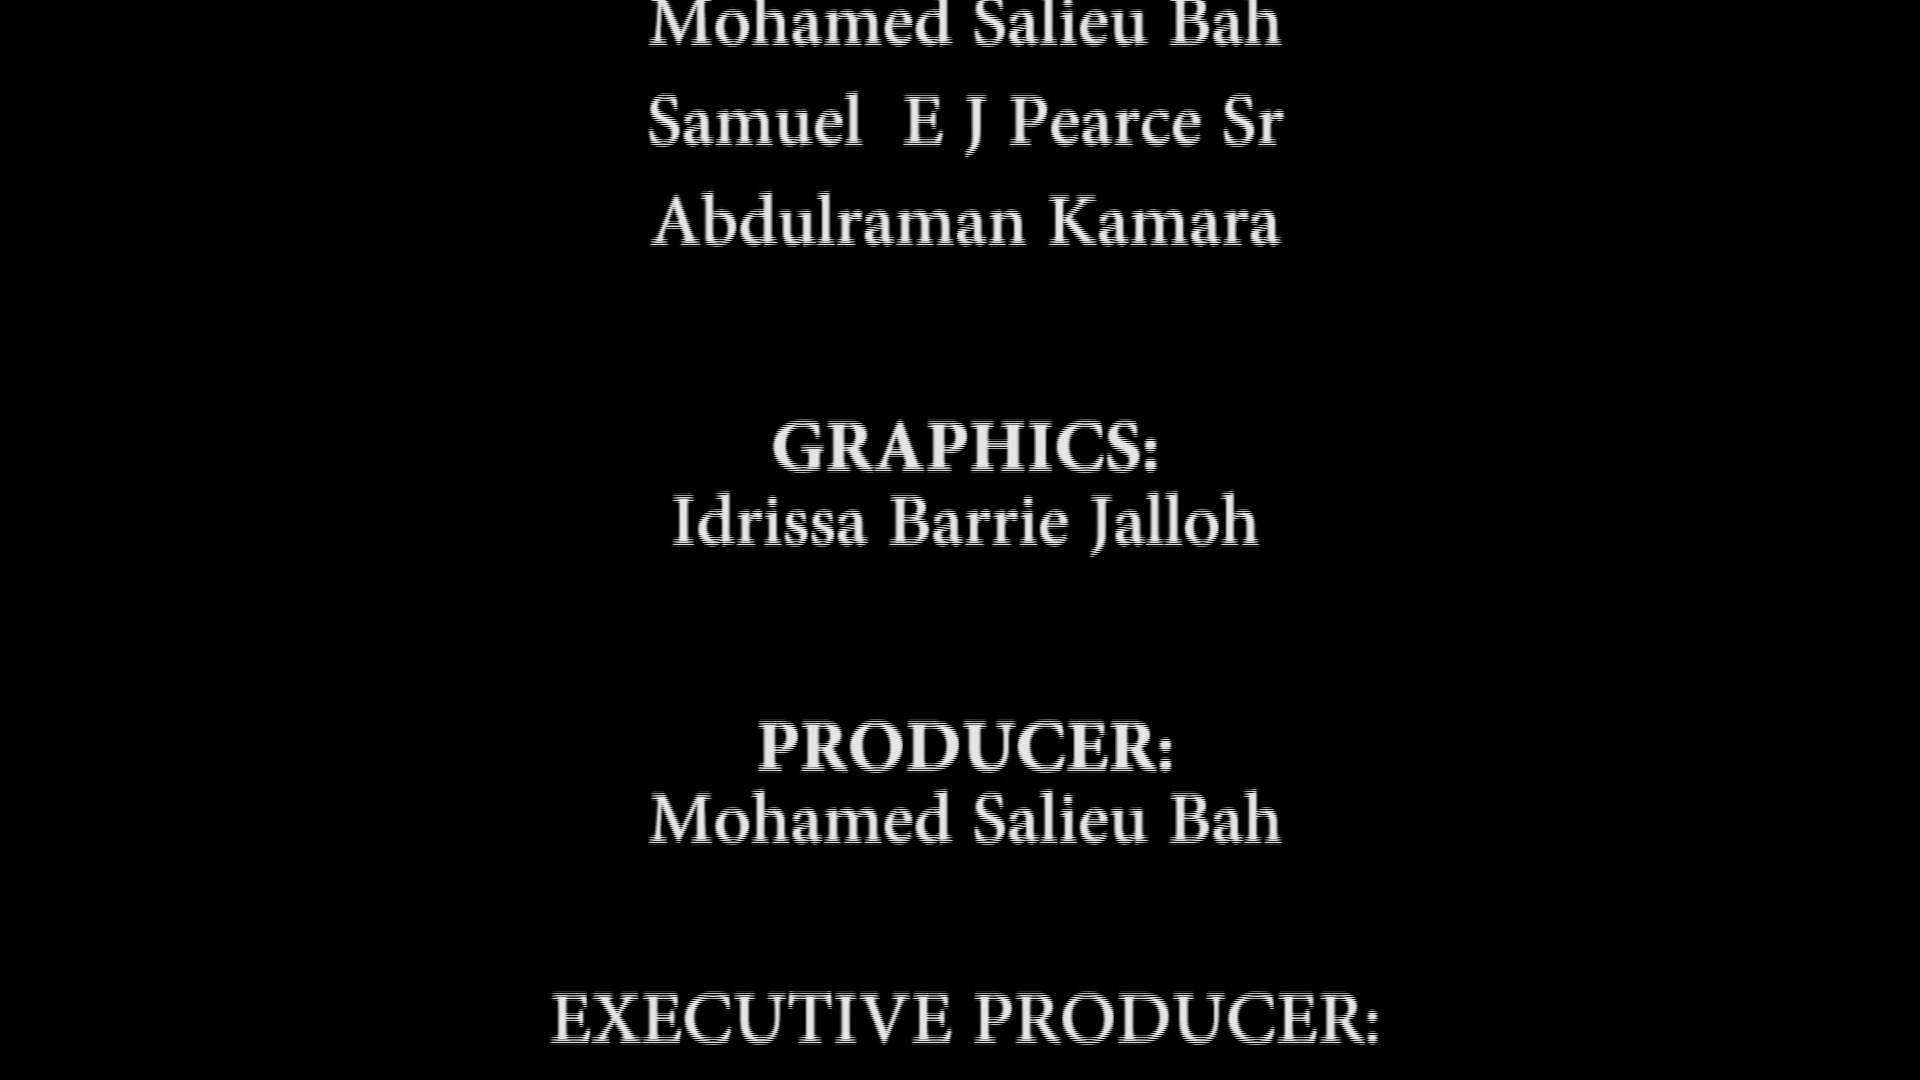 Mohamed Salieu Bah
Samuel  E J Pearce Sr
Abdulraman Kamara
GRAPHICS:
Idrissa Barrie Jalloh
PRODUCER:
Mohamed Salieu Bah
EXECUTIVE PRODUCER: